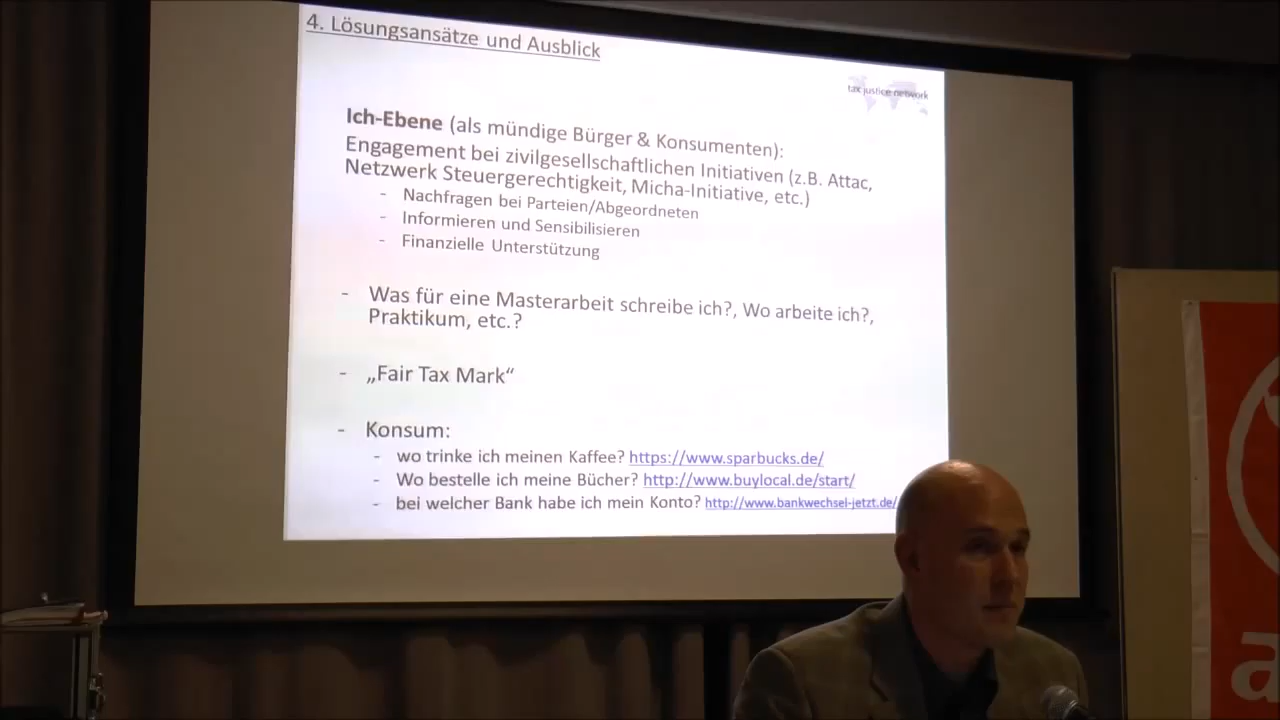 4. Lösungsansätze und Ausblick
tax justice network
Ich-Ebene (als mündige Bürger & Konsumenten):
Engagement bei zivilgesellschaftlichen Initiativen (z.B. Attac,
Netzwerk Steuergerechtigkeit, Micha-Initiative, etc.)
- Nachfragen bei Parteien/Abgeordneten
- Informieren und Sensibilisieren
- Finanzielle Unterstützung
- Was für eine Masterarbeit schreibe ich?, Wo arbeite ich?,
Praktikum, etc.?
- „Fair Tax Mark“
- Konsum:
- wo trinke ich meinen Kaffee? https://www.sparbucks.de/
- Wo bestelle ich meine Bücher? http://www.buylocal.de/start/
- bei welcher Bank habe ich mein Konto? http://www.bankwechsel-jetzt.de/
a